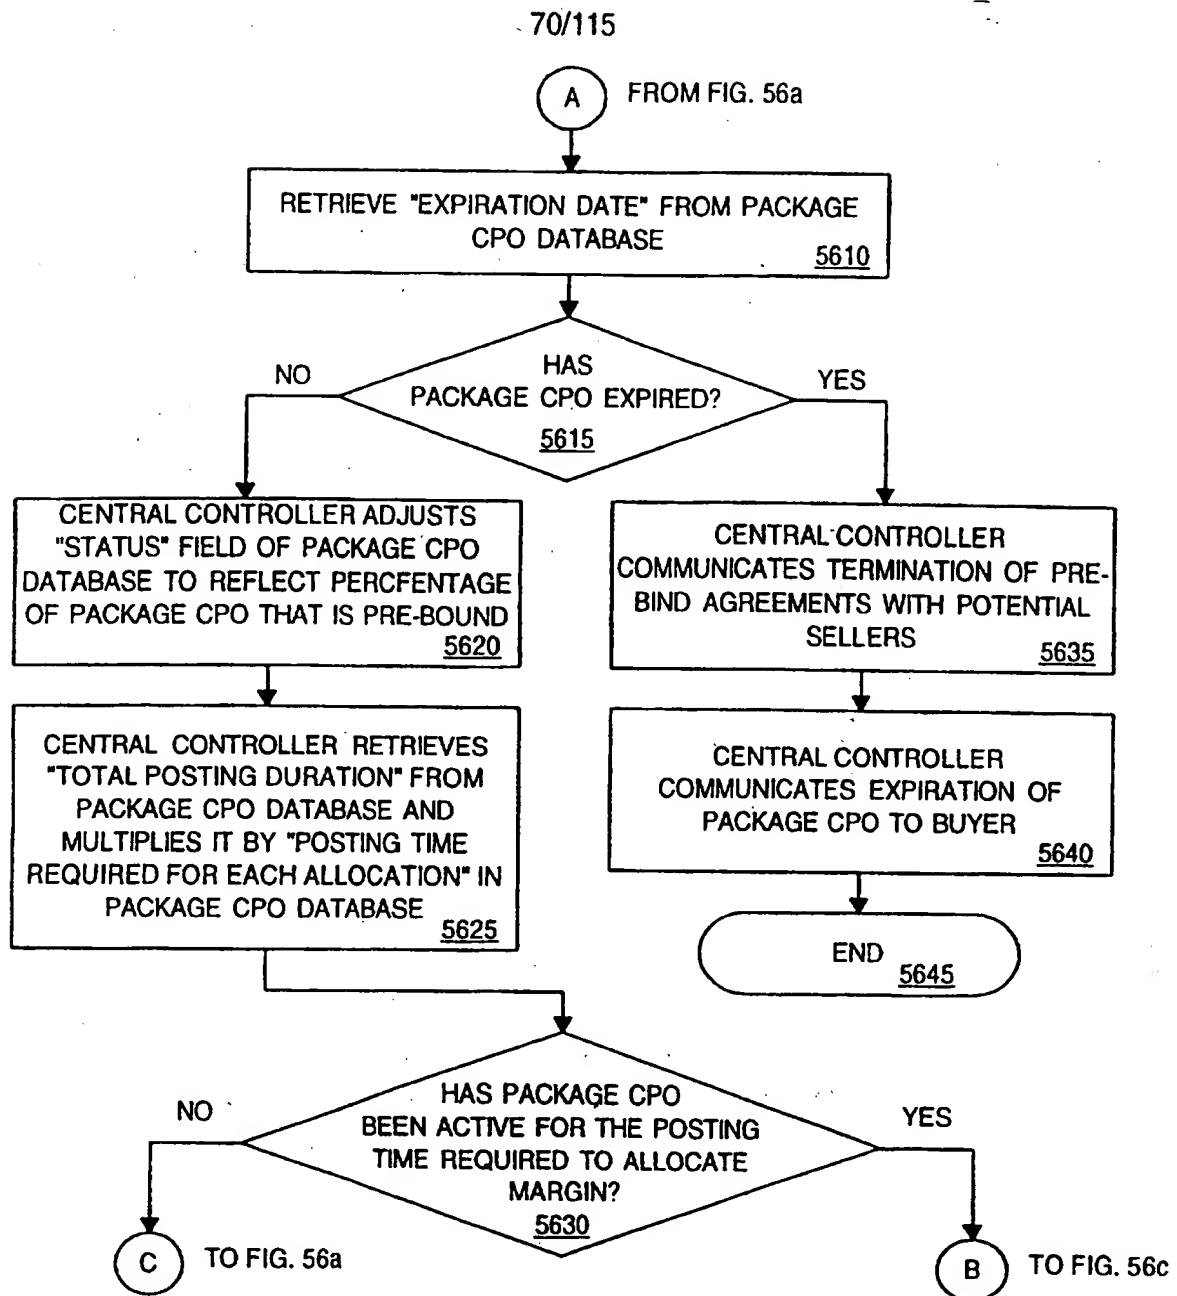 70/115
A FROM FIG. 56a
RETRIEVE "EXPIRATION DATE" FROM PACKAGE
CPO DATABASE
5610
HAS
PACKAGE CPO EXPIRED?
5615
NO
YES
CENTRAL CONTROLLER ADJUSTS
"STATUS" FIELD OF PACKAGE CPO
DATABASE TO REFLECT PERCFENTAGE
OF PACKAGE CPO THAT IS PRE-BOUND
5620
CENTRAL CONTROLLER
COMMUNICATES TERMINATION OF PRE-
BIND AGREEMENTS WITH POTENTIAL
SELLERS
5635
CENTRAL CONTROLLER RETRIEVES
"TOTAL POSTING DURATION" FROM
PACKAGE CPO DATABASE AND
MULTIPLIES IT BY "POSTING TIME
REQUIRED FOR EACH ALLOCATION" IN
PACKAGE CPO DATABASE
5625
CENTRAL CONTROLLER
COMMUNICATES EXPIRATION OF
PACKAGE CPO TO BUYER
5640
END
5645
HAS PACKAGE CPO
BEEN ACTIVE FOR THE POSTING
TIME REQUIRED TO ALLOCATE
MARGIN?
5630
NO
YES
C TO FIG. 56a
B TO FIG. 56c